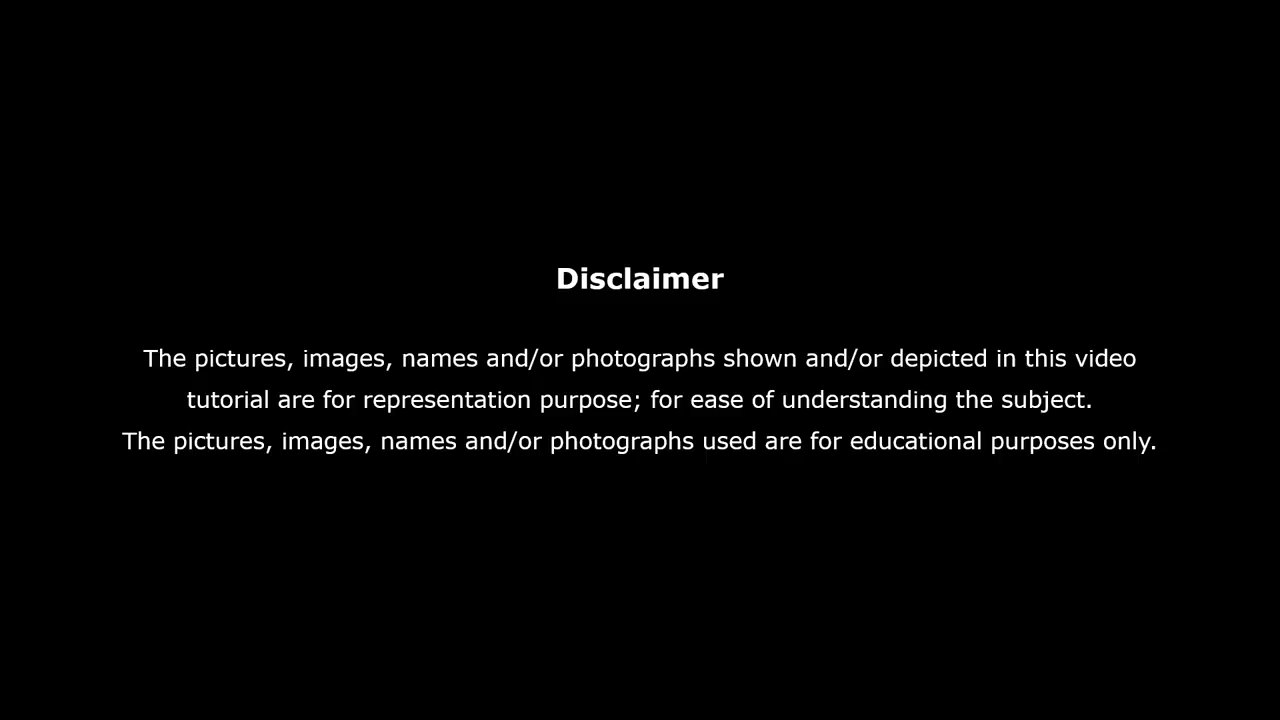 Disclaimer
The pictures, images, names and/or photographs shown and/or depicted in this video
tutorial are for representation purpose; for ease of understanding the subject.
The pictures, images, names and/or photographs used are for educational purposes only.